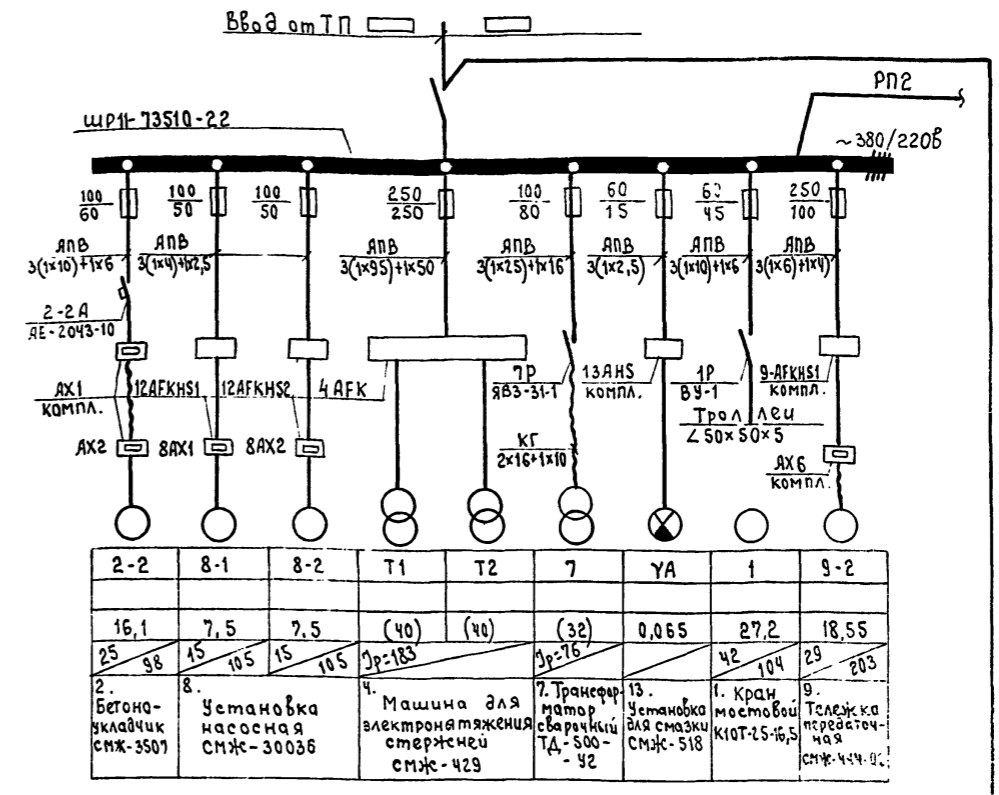 Ввод от ТП
РП2
ШР11-73510-22
~380/220В
100/60 100/50 100/50 250/250 100/80 60/15 60/45 250/100
АПВ АПВ АПВ АПВ АПВ АПВ АПВ
3(1×10)+1×6 3(1×4)+1×2,5 3(1×95)+1×50 3(1×25)+1×16 3(1×2,5) 3(1×10)+1×6 3(1×6)+1×4
2-2А
АЕ-2043-10
АХ1 12AFKHS1 12AFKHS2 4AFK 7Р 13AHS 1Р 9-AFKHS1
КОМПЛ. ЯВЗ-31-1 КОМПЛ. ВУ-1 КОМПЛ.
Троллеи
∠50×50×5
АХ2 8АХ1 8АХ2 КГ АХ6
2×16+1×10 КОМПЛ.
2-2 8-1 8-2 Т1 Т2 7 УА 1 9-2
16,1 7,5 7,5 (40) (40) (32) 0,065 27,2 18,55
25/98 15/105 15/105 Jр=183 Jр=76 42/104 29/203
2. 8. 4. 7. Трансфор- 13. 1. Кран 9.
Бетоно- Установка Машина для матор Установка мостовой Тележка
укладчик насосная электронатяжения сварочный для смазки К10Т-25-16,5 передаточ-
СМЖ-3507 СМЖ-30036 стержней ТД-500- СМЖ-518 ная
СМЖ-429 У2